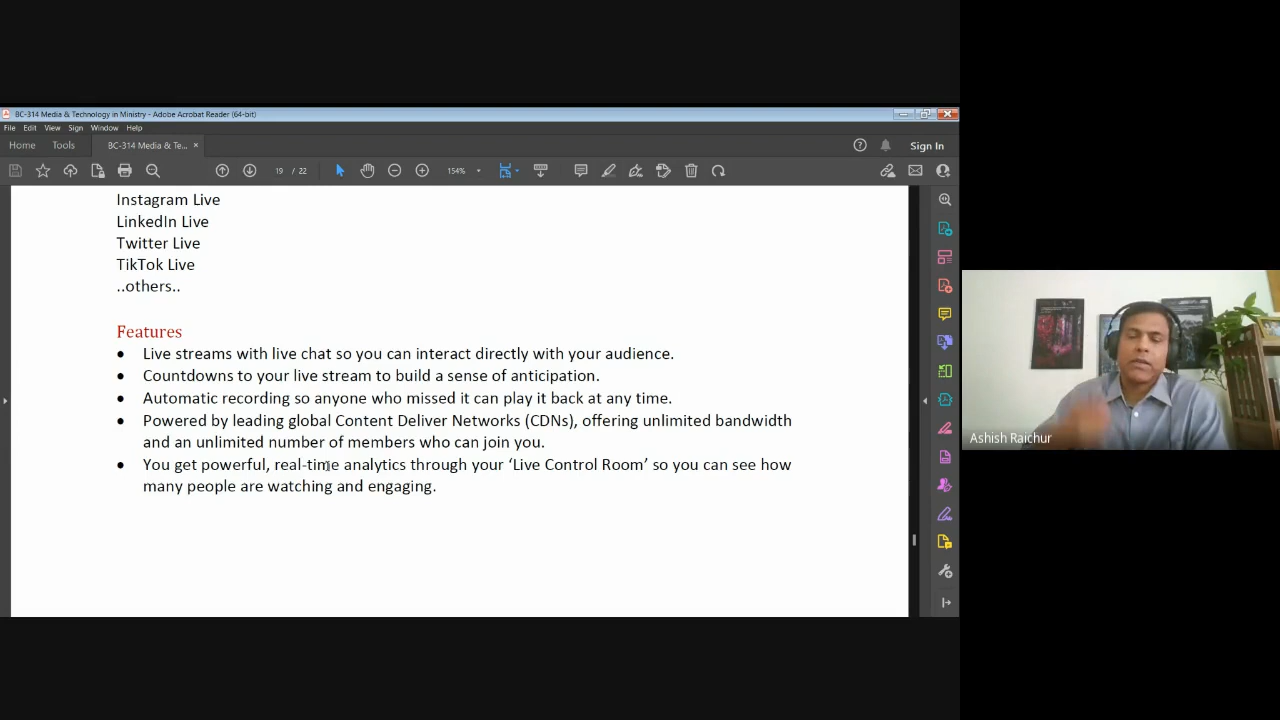 BC-314 Media & Technology in Ministry - Adobe Acrobat Reader (64-bit)
File Edit View Sign Window Help
Home Tools BC-314 Media & Te... × Sign In
19 / 22 154%
Instagram Live
LinkedIn Live
Twitter Live
TikTok Live
..others..
Features
• Live streams with live chat so you can interact directly with your audience.
• Countdowns to your live stream to build a sense of anticipation.
• Automatic recording so anyone who missed it can play it back at any time.
• Powered by leading global Content Deliver Networks (CDNs), offering unlimited bandwidth
and an unlimited number of members who can join you.
• You get powerful, real-time analytics through your ‘Live Control Room’ so you can see how
many people are watching and engaging.
Ashish Raichur